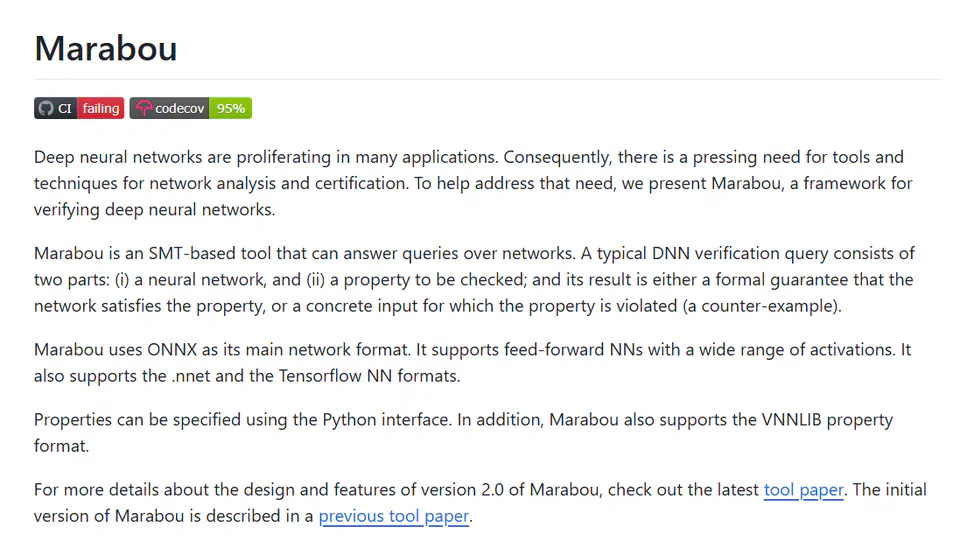 Marabou
CI failing codecov 95%
Deep neural networks are proliferating in many applications. Consequently, there is a pressing need for tools and
techniques for network analysis and certification. To help address that need, we present Marabou, a framework for
verifying deep neural networks.
Marabou is an SMT-based tool that can answer queries over networks. A typical DNN verification query consists of
two parts: (i) a neural network, and (ii) a property to be checked; and its result is either a formal guarantee that the
network satisfies the property, or a concrete input for which the property is violated (a counter-example).
Marabou uses ONNX as its main network format. It supports feed-forward NNs with a wide range of activations. It
also supports the .nnet and the Tensorflow NN formats.
Properties can be specified using the Python interface. In addition, Marabou also supports the VNNLIB property
format.
For more details about the design and features of version 2.0 of Marabou, check out the latest tool paper. The initial
version of Marabou is described in a previous tool paper.